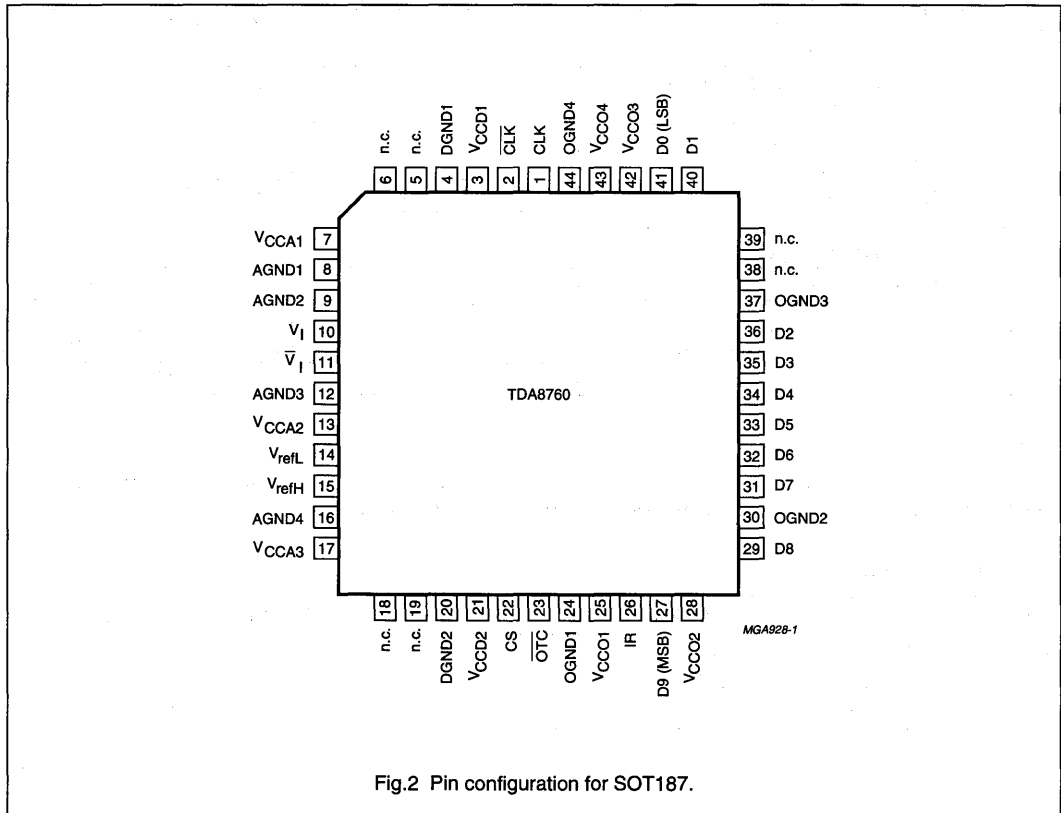 n.c.
n.c.
DGND1
VCCD1
C̅L̅K̅
CLK
OGND4
VCCO4
VCCO3
D0 (LSB)
D1
6
5
4
3
2
1
44
43
42
41
40
VCCA1 7
AGND1 8
AGND2 9
VI 10
V̅I 11
AGND3 12
VCCA2 13
VrefL 14
VrefH 15
AGND4 16
VCCA3 17
TDA8760
39 n.c.
38 n.c.
37 OGND3
36 D2
35 D3
34 D4
33 D5
32 D6
31 D7
30 OGND2
29 D8
18
19
20
21
22
23
24
25
26
27
28
n.c.
n.c.
DGND2
VCCD2
CS
O̅T̅C̅
OGND1
VCCO1
IR
D9 (MSB)
VCCO2
MGA928-1
Fig.2 Pin configuration for SOT187.